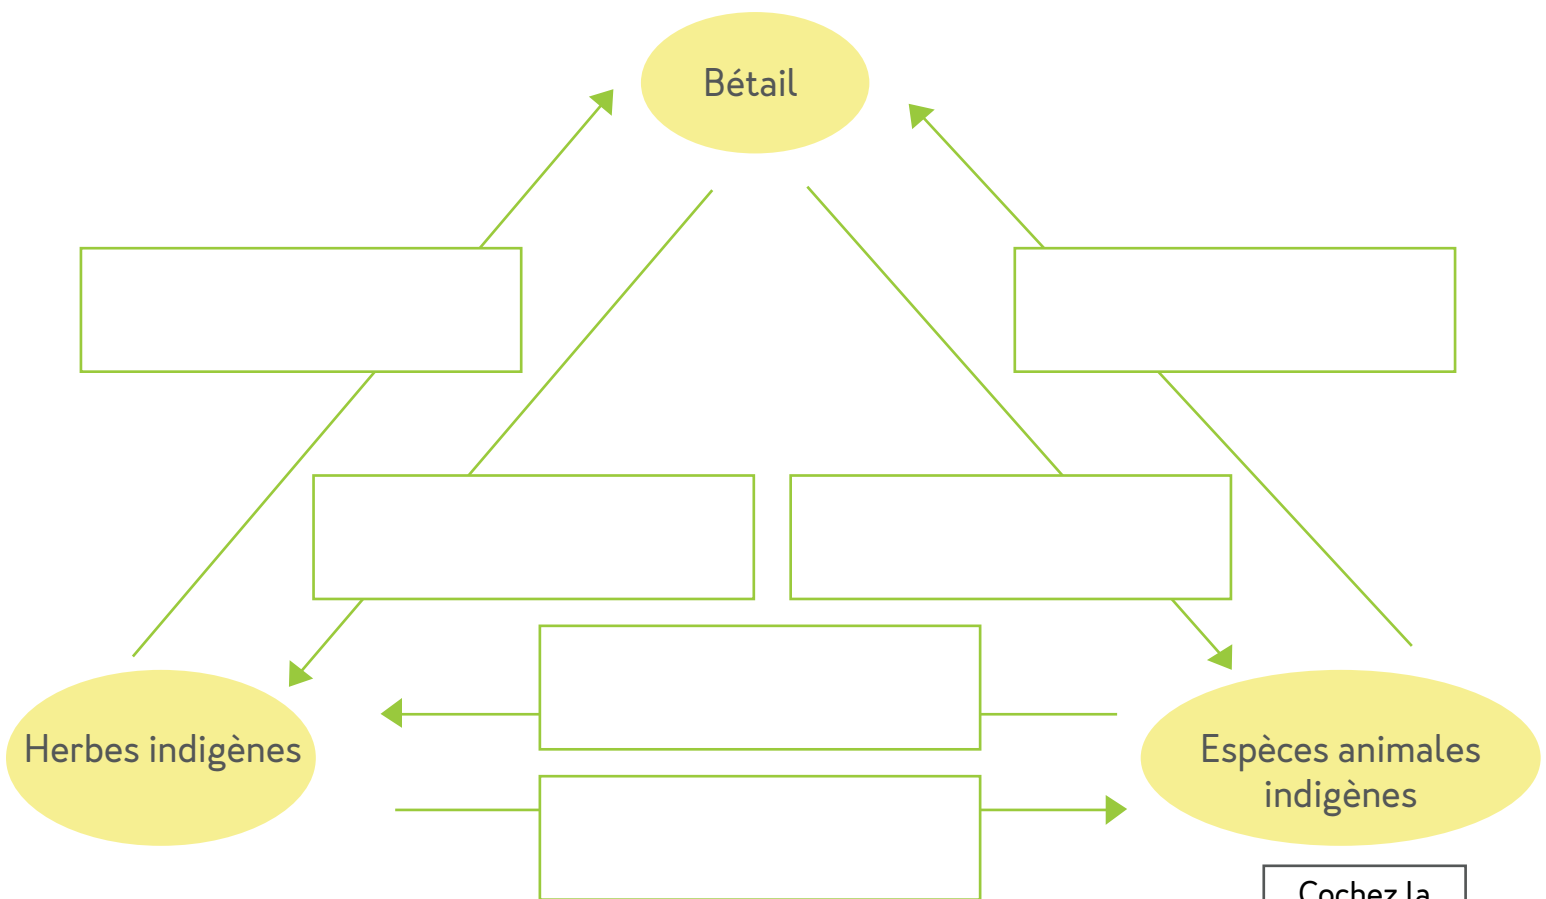 Bétail
Herbes indigènes
Espèces animales
indigènes
Cochez la